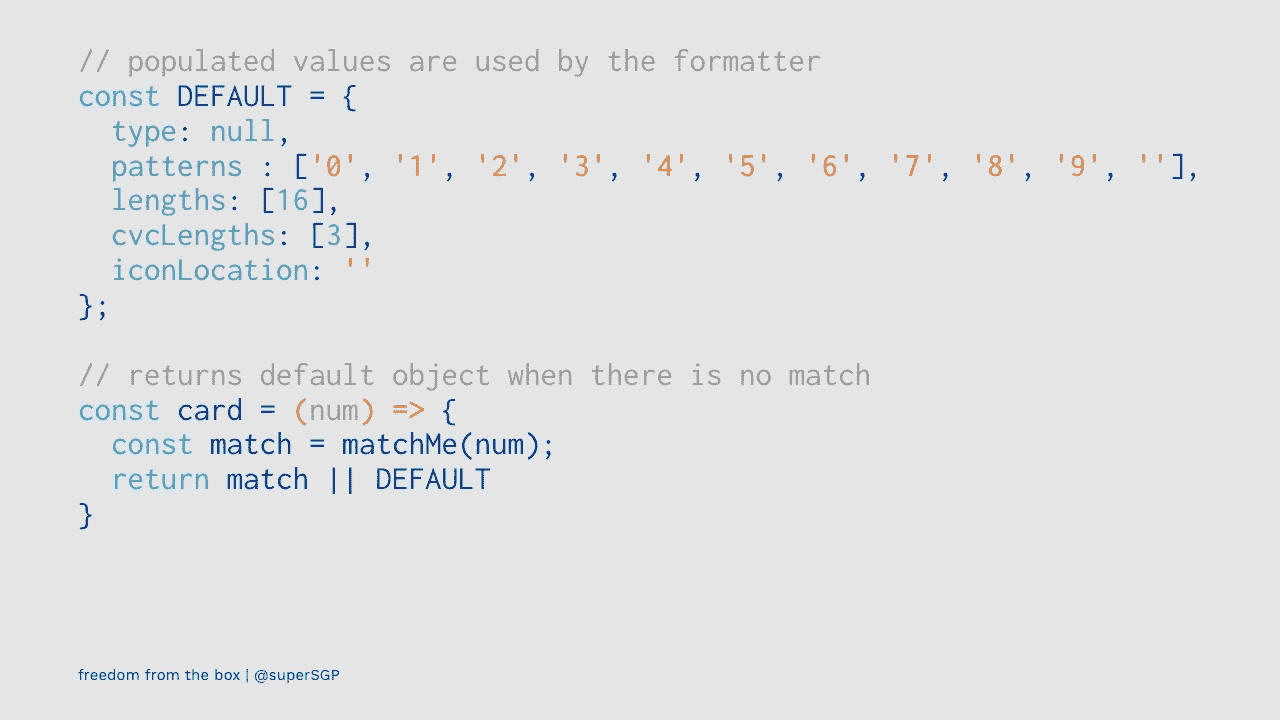 // populated values are used by the formatter
const DEFAULT = {
  type: null,
  patterns : ['0', '1', '2', '3', '4', '5', '6', '7', '8', '9', ''],
  lengths: [16],
  cvcLengths: [3],
  iconLocation: ''
};
// returns default object when there is no match
const card = (num) => {
  const match = matchMe(num);
  return match || DEFAULT
}
freedom from the box | @superSGP